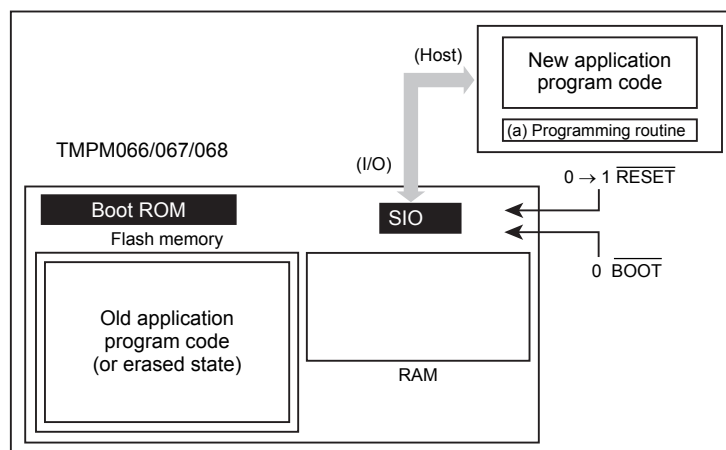 (Host)
New application
program code
(a) Programming routine
TMPM066/067/068
(I/O)
0 → 1 RESET
Boot ROM
SIO
Flash memory
0 BOOT
Old application
program code
(or erased state)
RAM